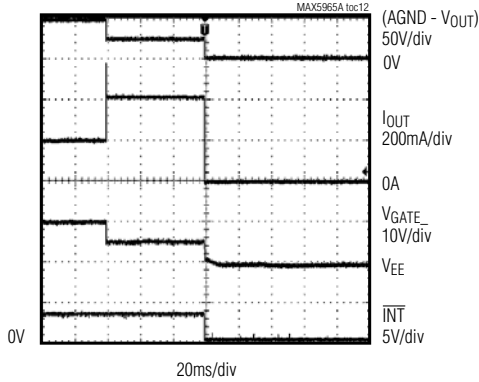 MAX5965A toc12
(AGND - VOUT)
50V/div
0V
IOUT
200mA/div
0A
VGATE_
10V/div
VEE
INT
5V/div
0V
20ms/div